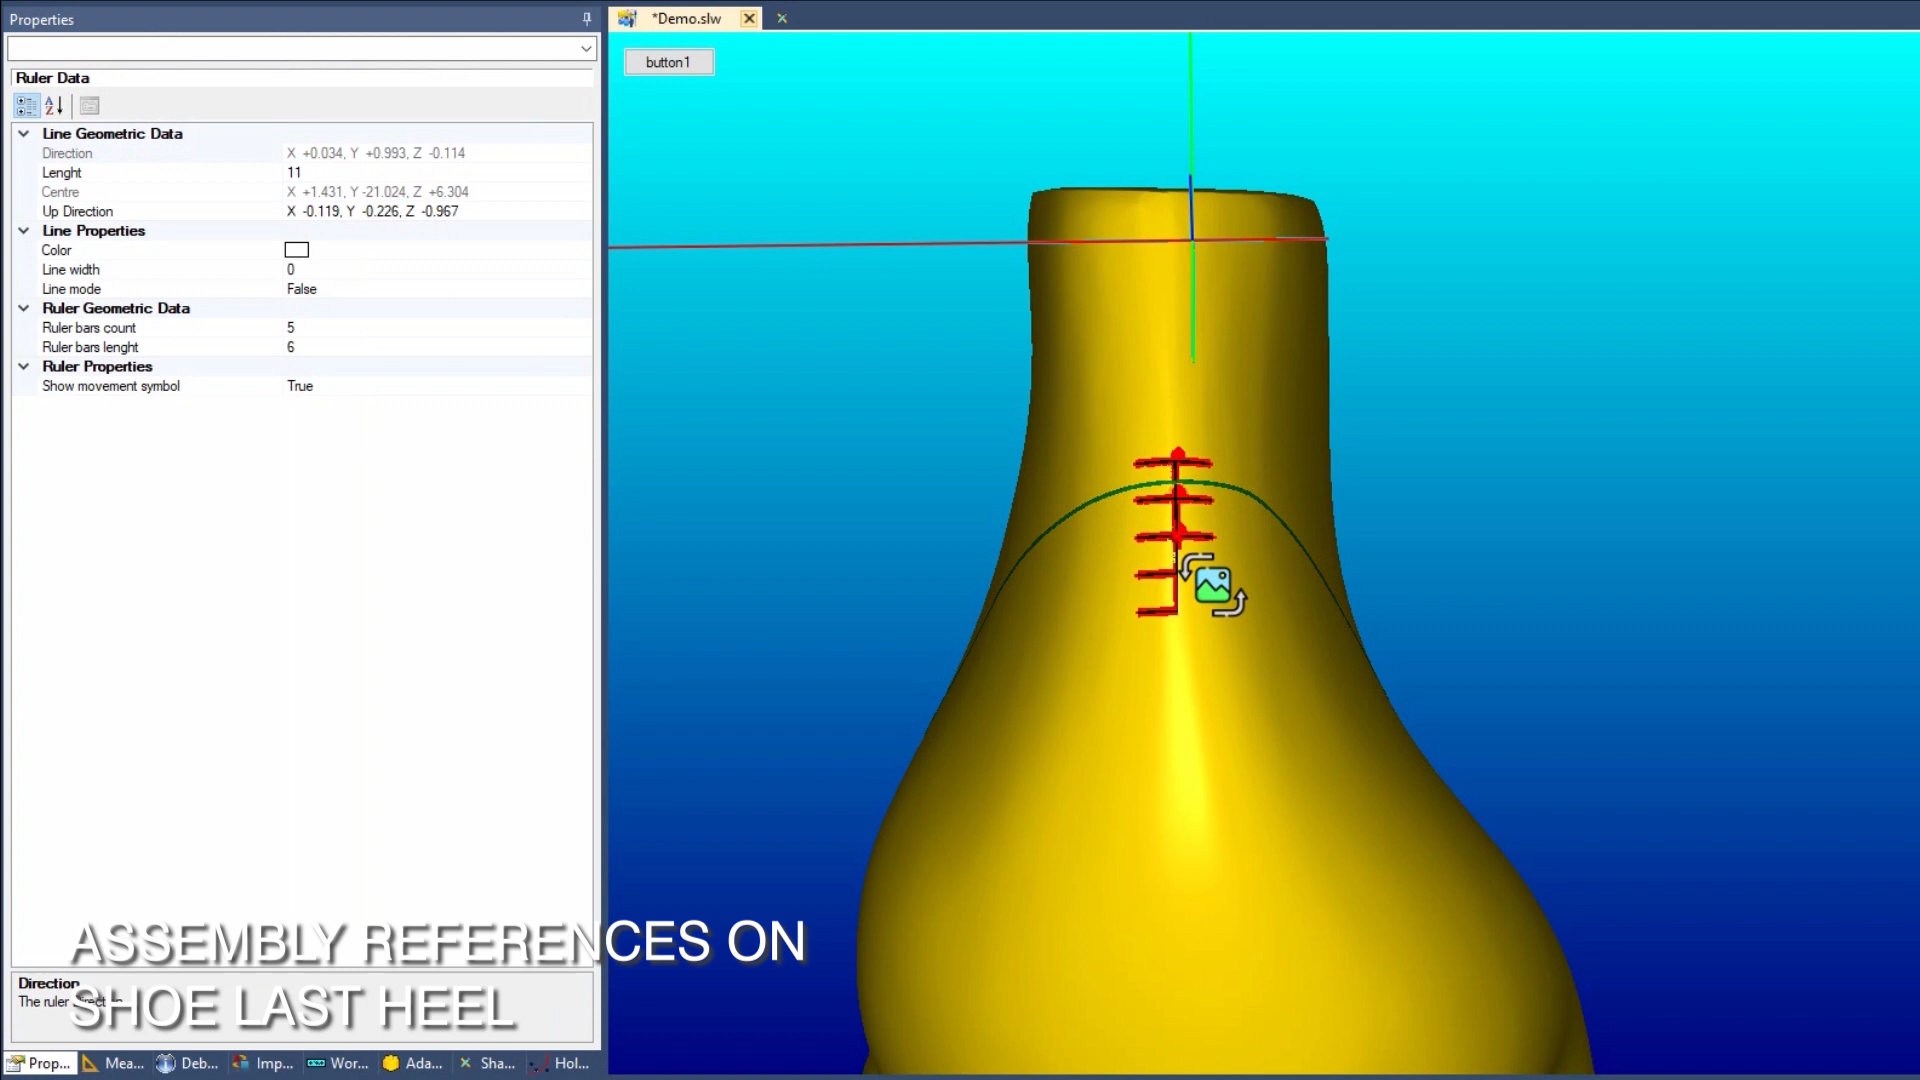 Properties
*Demo.slw
button1
Ruler Data
Line Geometric Data
Direction X +0.034, Y +0.993, Z -0.114
Lenght 11
Centre X +1.431, Y -21.024, Z +6.304
Up Direction X -0.119, Y -0.226, Z -0.967
Line Properties
Color
Line width 0
Line mode False
Ruler Geometric Data
Ruler bars count 5
Ruler bars lenght 6
Ruler Properties
Show movement symbol True
ASSEMBLY REFERENCES ON
SHOE LAST HEEL
Direction
The ruler direction
Prop... Mea... Deb... Imp... Wor... Ada... Sha... Hol...